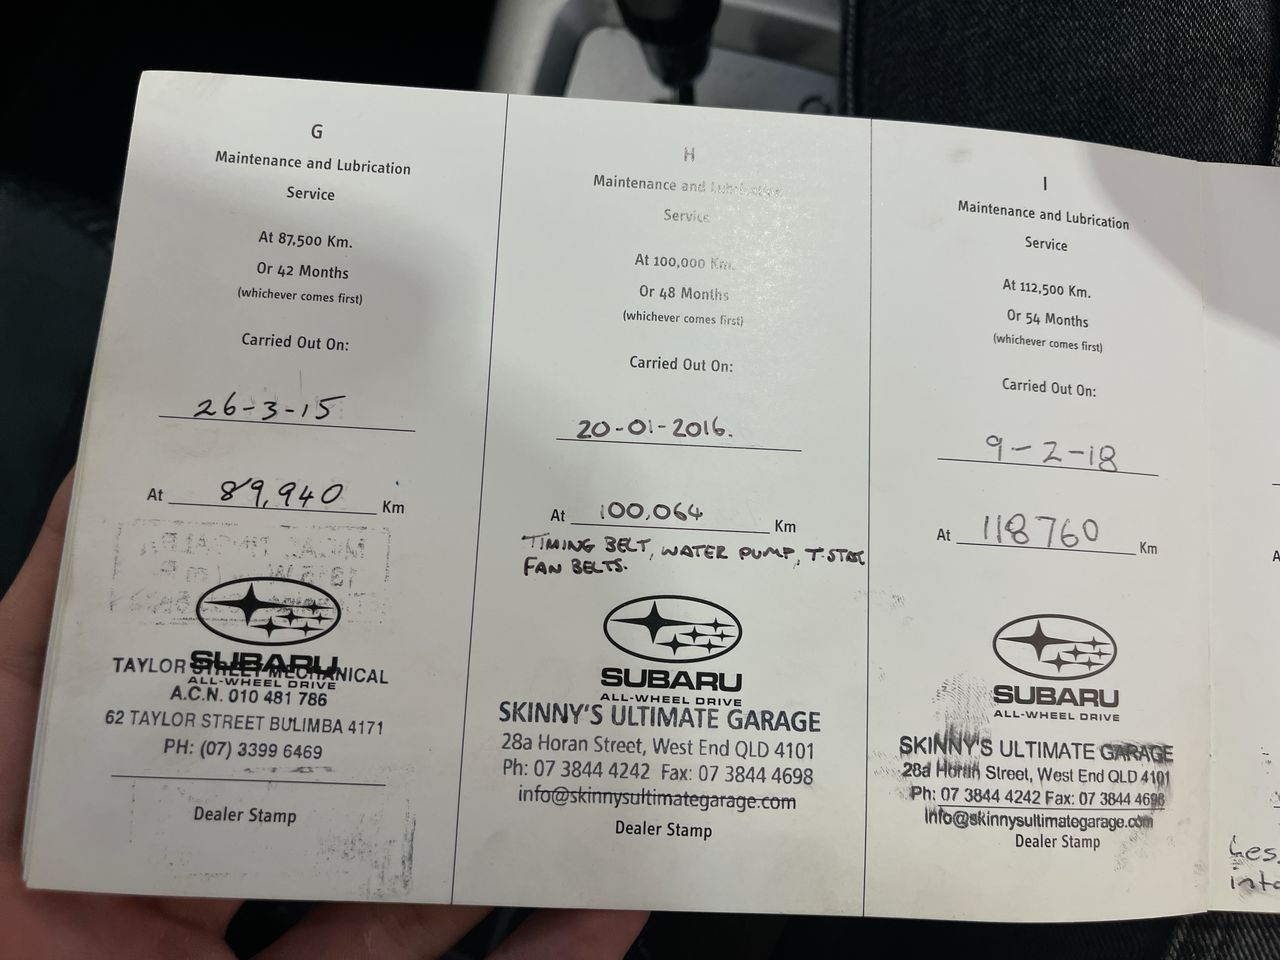 G
Maintenance and Lubrication
Service
At 87,500 Km.
Or 42 Months
(whichever comes first)
Carried Out On:
26-3-15
At 89,940 Km
SUBARU
ALL-WHEEL DRIVE
TAYLOR STREET MECHANICAL
A.C.N. 010 481 786
62 TAYLOR STREET BULIMBA 4171
PH: (07) 3399 6469
Dealer Stamp
H
Maintenance and Lubrication
Service
At 100,000 Km.
Or 48 Months
(whichever comes first)
Carried Out On:
20-01-2016.
At 100,064 Km
TIMING BELT, WATER PUMP, T-STAT
FAN BELTS.
SUBARU
ALL-WHEEL DRIVE
SKINNY'S ULTIMATE GARAGE
28a Horan Street, West End QLD 4101
Ph: 07 3844 4242 Fax: 07 3844 4698
info@skinnysultimategarage.com
Dealer Stamp
I
Maintenance and Lubrication
Service
At 112,500 Km.
Or 54 Months
(whichever comes first)
Carried Out On:
9-2-18
At 118760 Km
SUBARU
ALL-WHEEL DRIVE
SKINNY'S ULTIMATE GARAGE
28a Horan Street, West End QLD 4101
Ph: 07 3844 4242 Fax: 07 3844 4698
info@skinnysultimategarage.com
Dealer Stamp